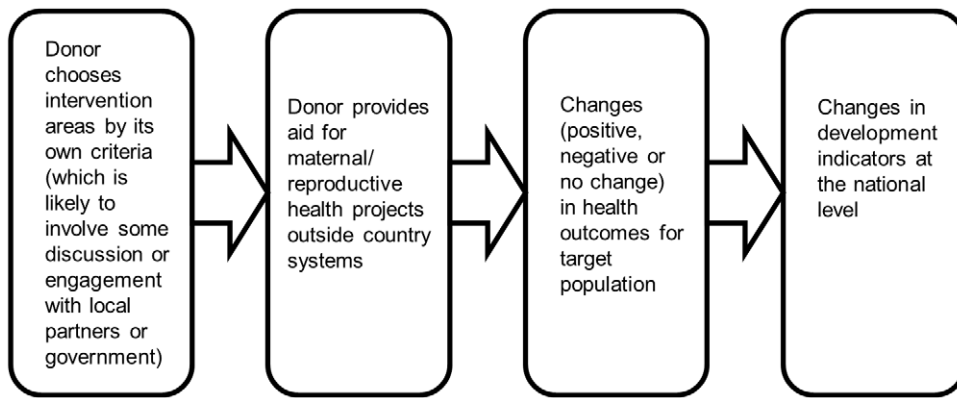 Donor
chooses
intervention
areas by its
own criteria
(which is
likely to
involve some
discussion or
engagement
with local
partners or
government)
Donor provides
aid for
maternal/
reproductive
health projects
outside country
systems
Changes
(positive,
negative or
no change)
in health
outcomes for
target
population
Changes in
development
indicators at
the national
level